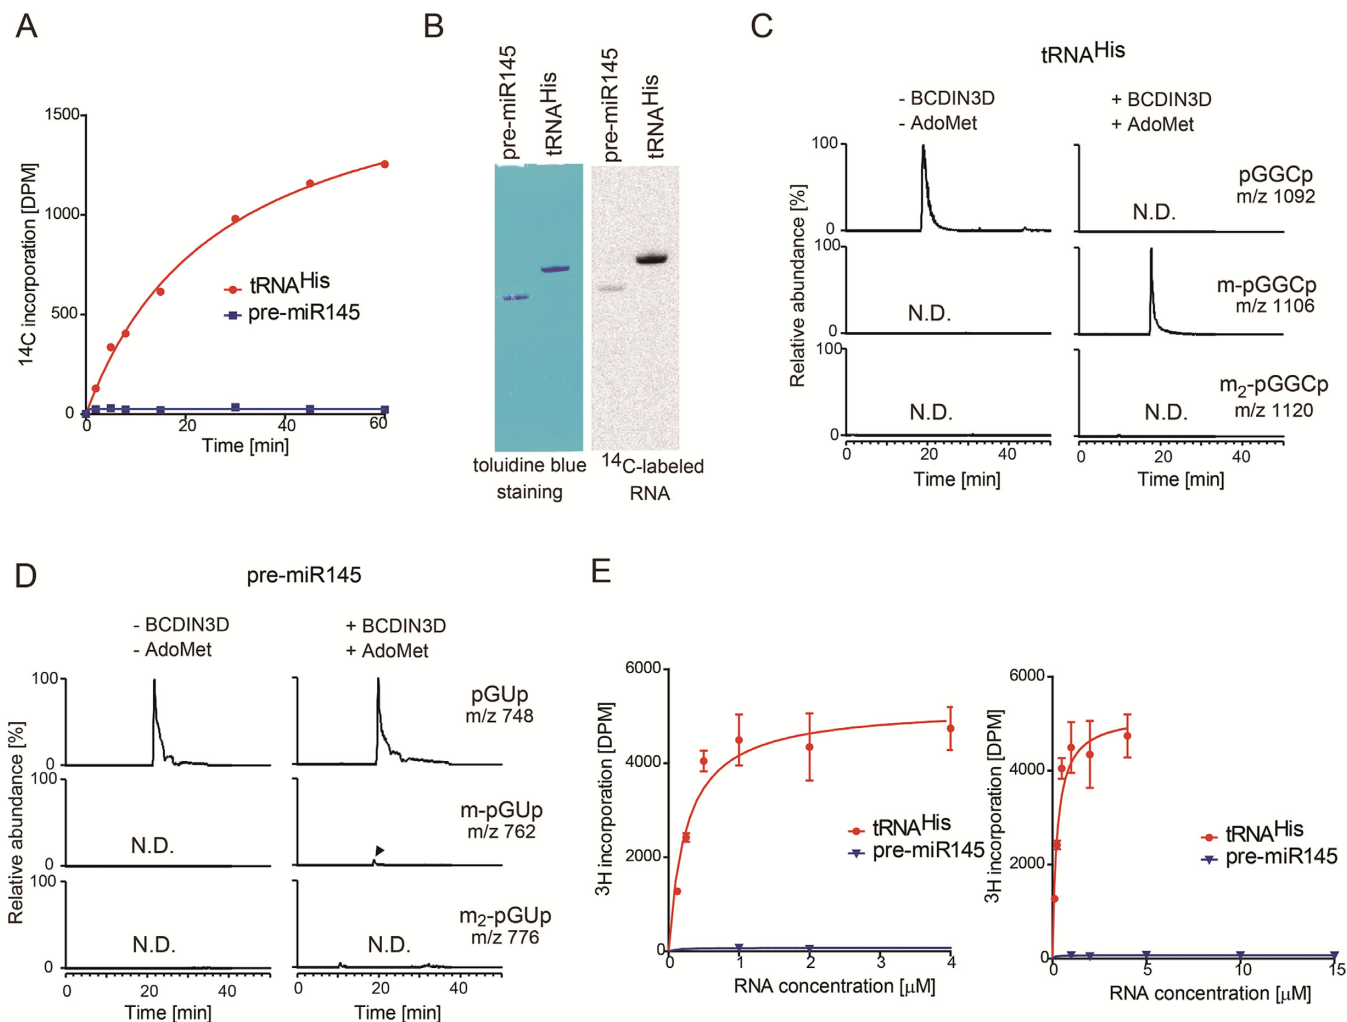 A
1500
1000
500
0
14C incorporation [DPM]
tRNAHis
pre-miR145
0 20 40 60
Time [min]
B
pre-miR145
tRNAHis
pre-miR145
tRNAHis
toluidine blue
staining
14C-labeled
RNA
C
tRNAHis
- BCDIN3D
- AdoMet
+ BCDIN3D
+ AdoMet
Relative abundance [%]
100
0
pGGCp
m/z 1092
N.D.
100
0
N.D.
m-pGGCp
m/z 1106
100
0
N.D.
N.D.
m2-pGGCp
m/z 1120
0 20 40
Time [min]
0 20 40
Time [min]
D
pre-miR145
- BCDIN3D
- AdoMet
+ BCDIN3D
+ AdoMet
Relative abundance [%]
100
0
pGUp
m/z 748
100
0
N.D.
m-pGUp
m/z 762
100
0
N.D.
N.D.
m2-pGUp
m/z 776
0 20 40
Time [min]
0 20 40
Time [min]
E
6000
4000
2000
0
3H incorporation [DPM]
tRNAHis
pre-miR145
0 1 2 3 4
RNA concentration [µM]
6000
4000
2000
0
3H incorporation [DPM]
tRNAHis
pre-miR145
0 5 10 15
RNA concentration [µM]